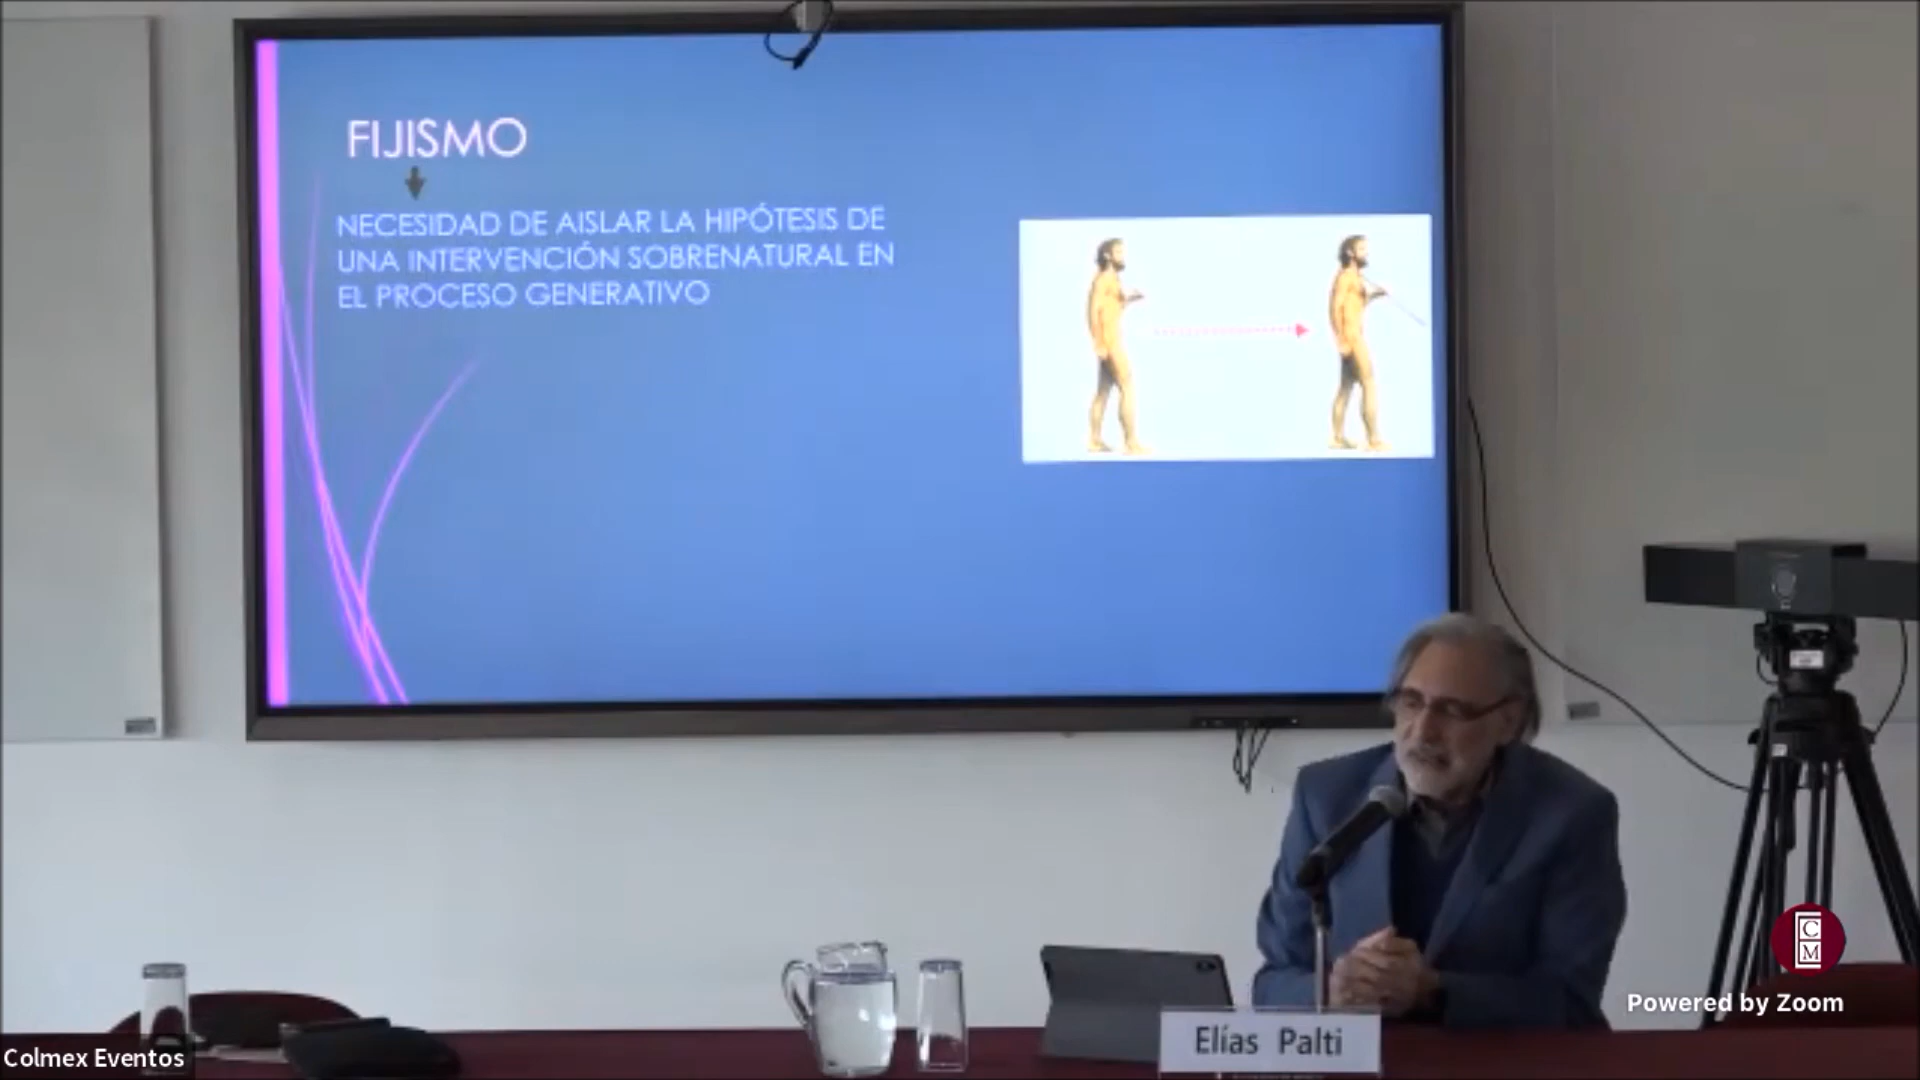 FIJISMO
NECESIDAD DE AISLAR LA HIPÓTESIS DE
UNA INTERVENCIÓN SOBRENATURAL EN
EL PROCESO GENERATIVO
C
M
Powered by Zoom
Elías Palti
Colmex Eventos